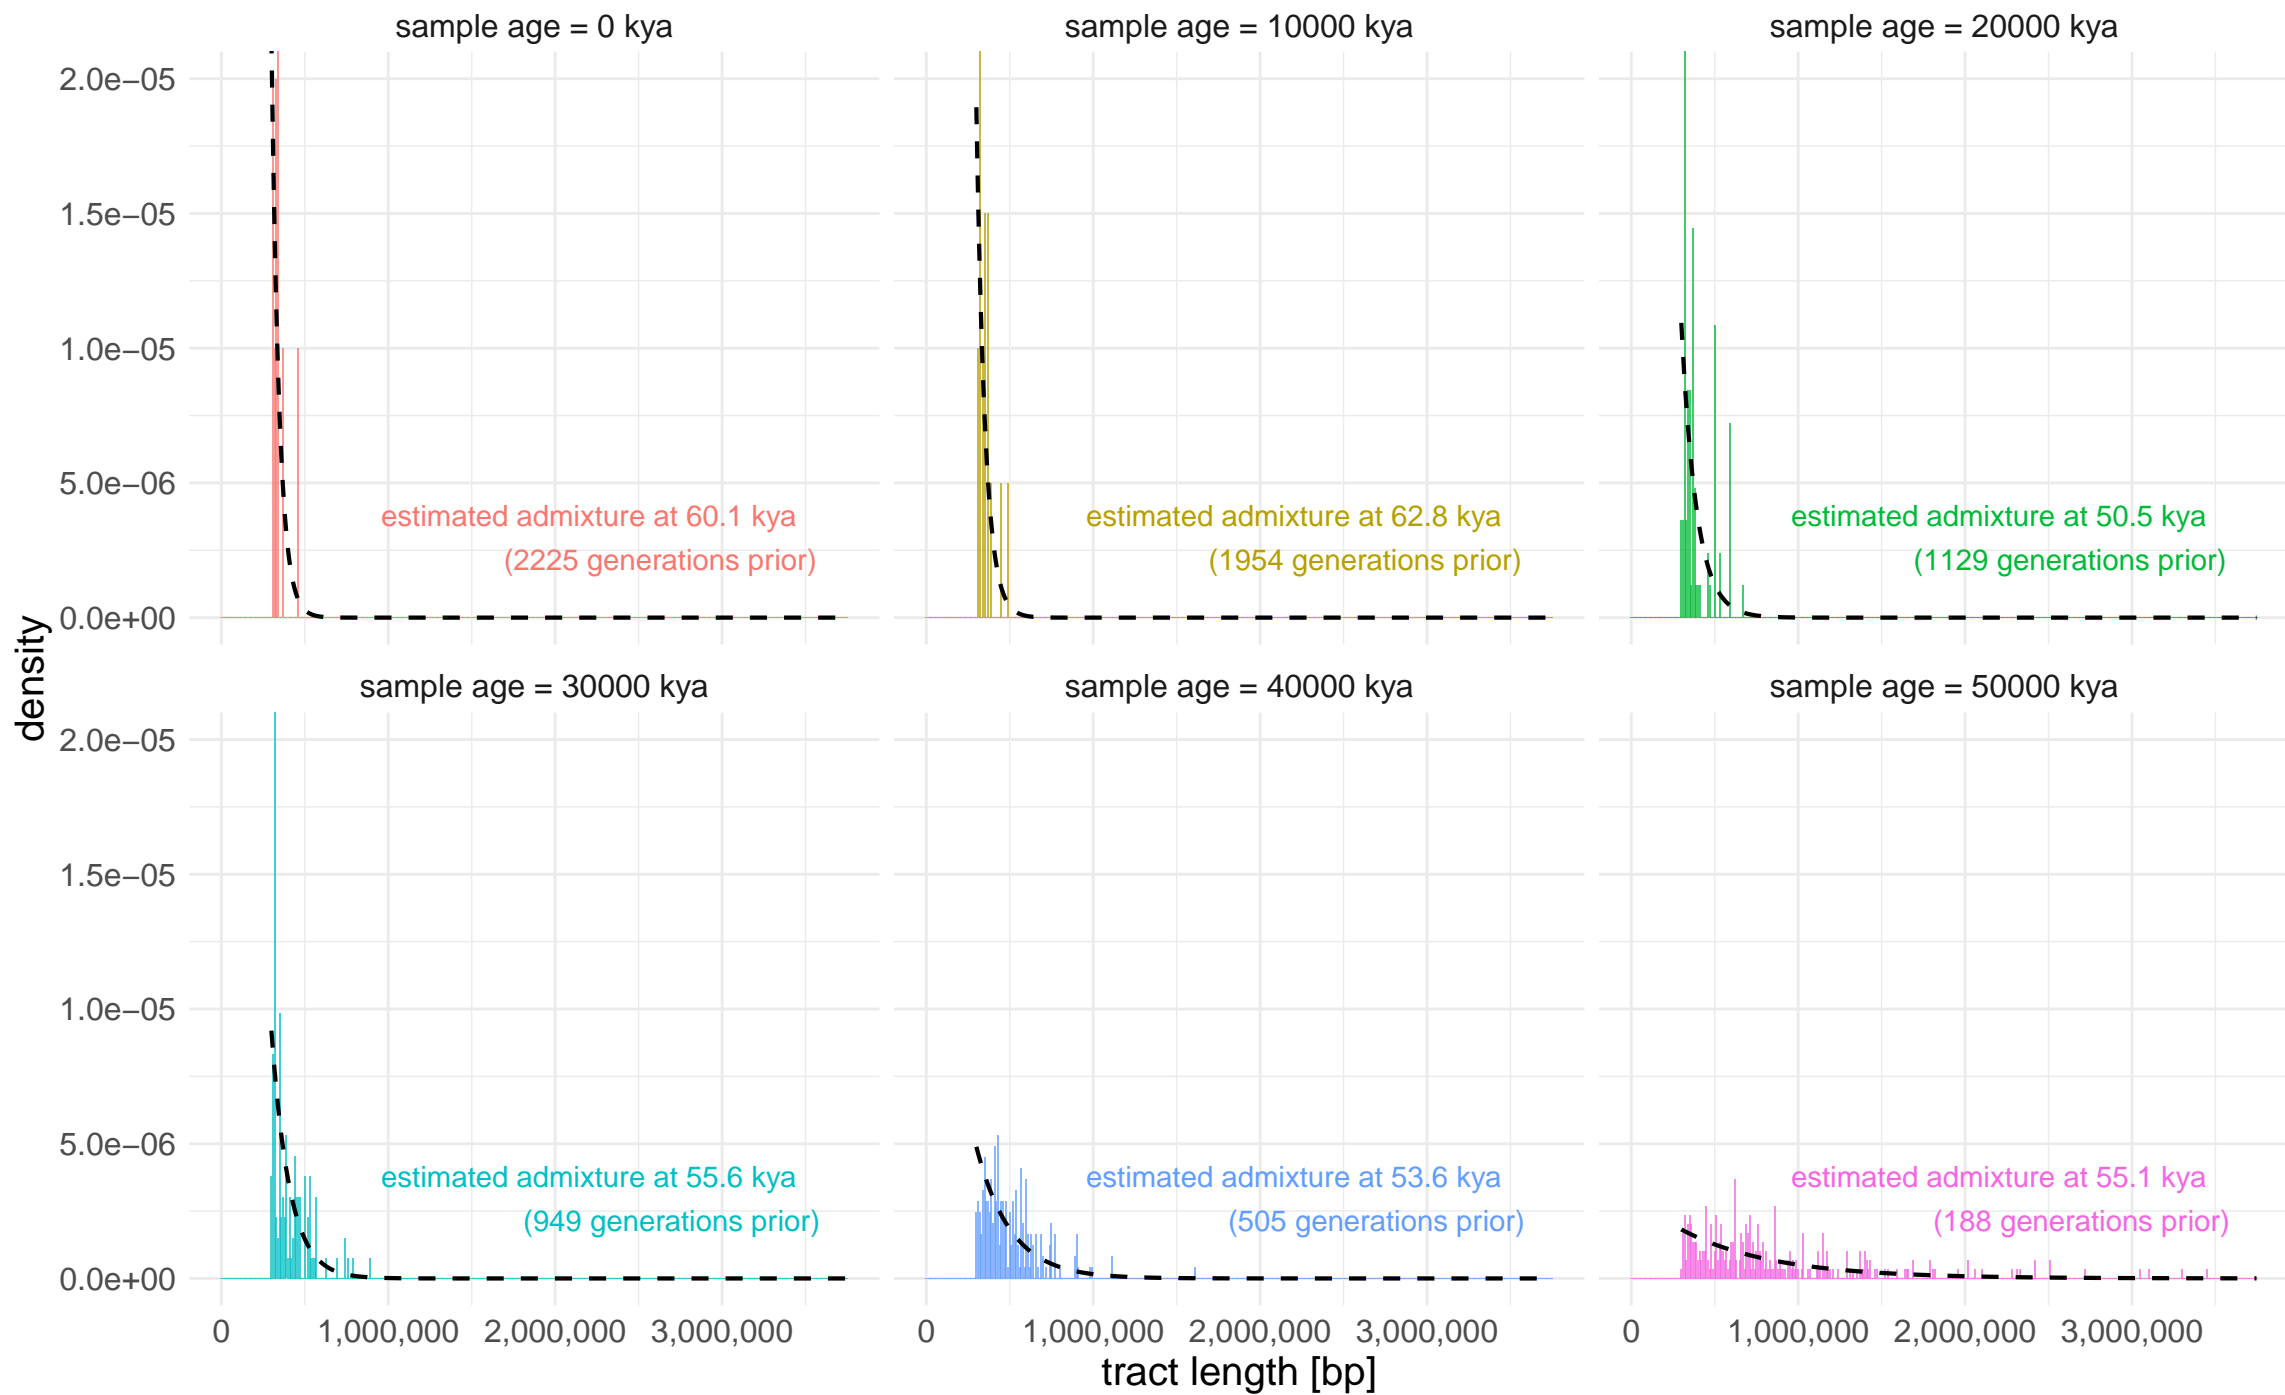 sample age = 0 kya
sample age = 10000 kya
sample age = 20000 kya
2.0e−05
1.5e−05
1.0e−05
5.0e−06
0.0e+00
estimated admixture at 60.1 kya
(2225 generations prior)
estimated admixture at 62.8 kya
(1954 generations prior)
estimated admixture at 50.5 kya
(1129 generations prior)
density
sample age = 30000 kya
sample age = 40000 kya
sample age = 50000 kya
2.0e−05
1.5e−05
1.0e−05
5.0e−06
0.0e+00
estimated admixture at 55.6 kya
(949 generations prior)
estimated admixture at 53.6 kya
(505 generations prior)
estimated admixture at 55.1 kya
(188 generations prior)
0 1,000,000 2,000,000 3,000,000
0 1,000,000 2,000,000 3,000,000
0 1,000,000 2,000,000 3,000,000
tract length [bp]